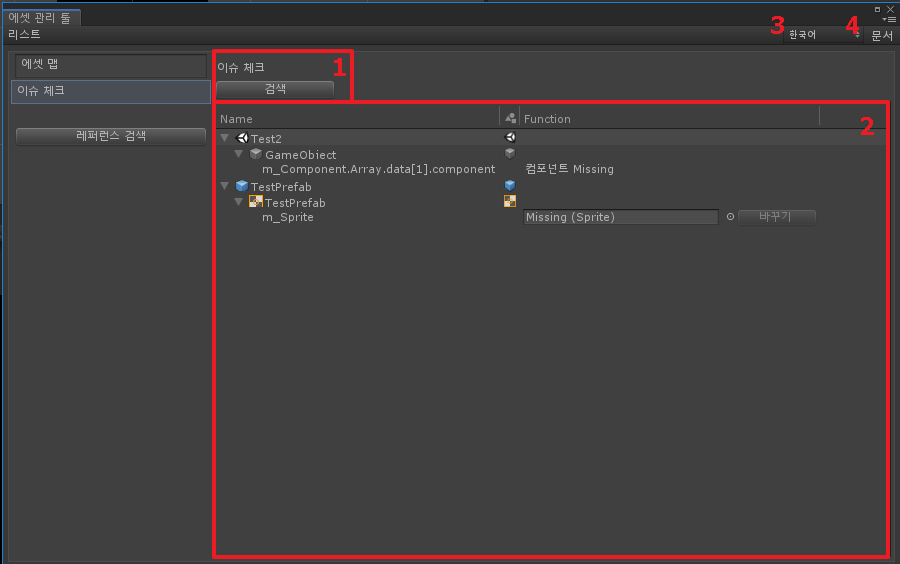 에셋 관리 툴
리스트
3 한국어 4 문서
에셋 맵
이슈 체크
레퍼런스 검색
이슈 체크 1
검색
Name Function 2
Test2
GameObject
m_Component.Array.data[1].component 컴포넌트 Missing
TestPrefab
TestPrefab
m_Sprite Missing (Sprite) 바꾸기